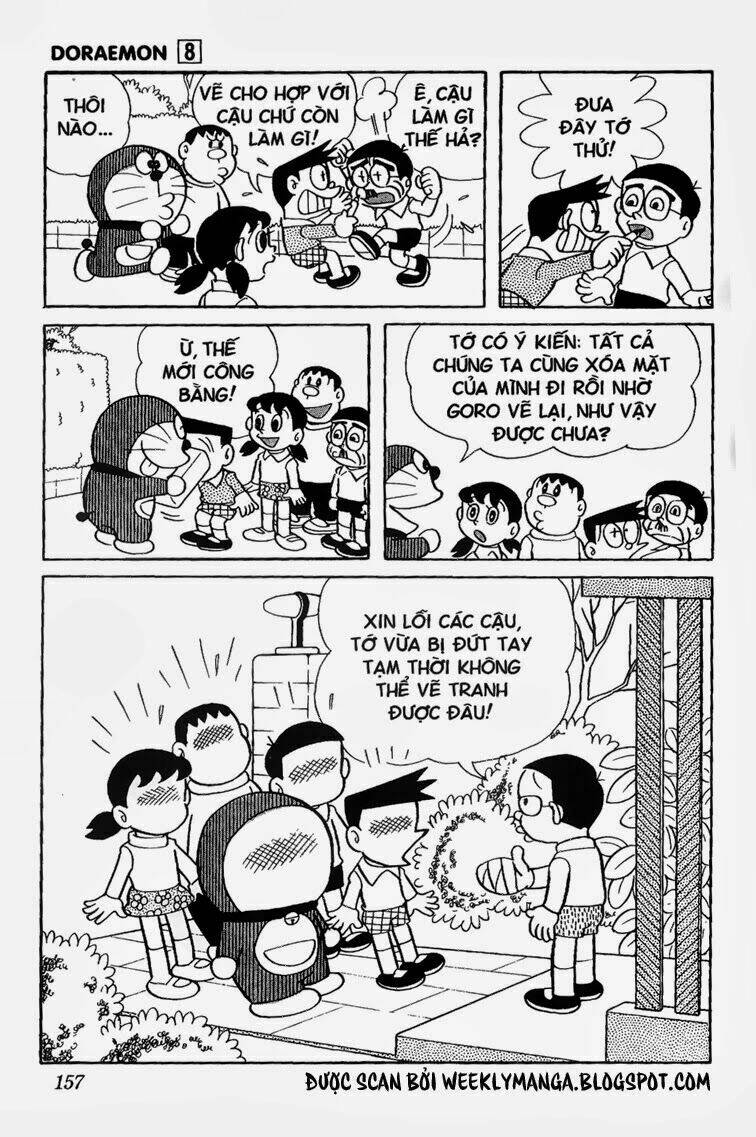 DORAEMON 8
THÔI
NÀO...
VẼ CHO HỢP VỚI
CẬU CHỨ CÒN
LÀM GÌ!
Ê, CẬU
LÀM GÌ
THẾ HẢ?
ĐƯA
ĐÂY TỚ
THỬ!
Ừ, THẾ
MỚI CÔNG
BẰNG!
TỚ CÓ Ý KIẾN: TẤT CẢ
CHÚNG TA CÙNG XÓA MẶT
CỦA MÌNH ĐI RỒI NHỜ
GORO VẼ LẠI, NHƯ VẬY
ĐƯỢC CHƯA?
XIN LỖI CÁC CẬU,
TỚ VỪA BỊ ĐỨT TAY
TẠM THỜI KHÔNG
THỂ VẼ TRANH
ĐƯỢC ĐÂU!
157
ĐƯỢC SCAN BỞI WEEKLYMANGA.BLOGSPOT.COM